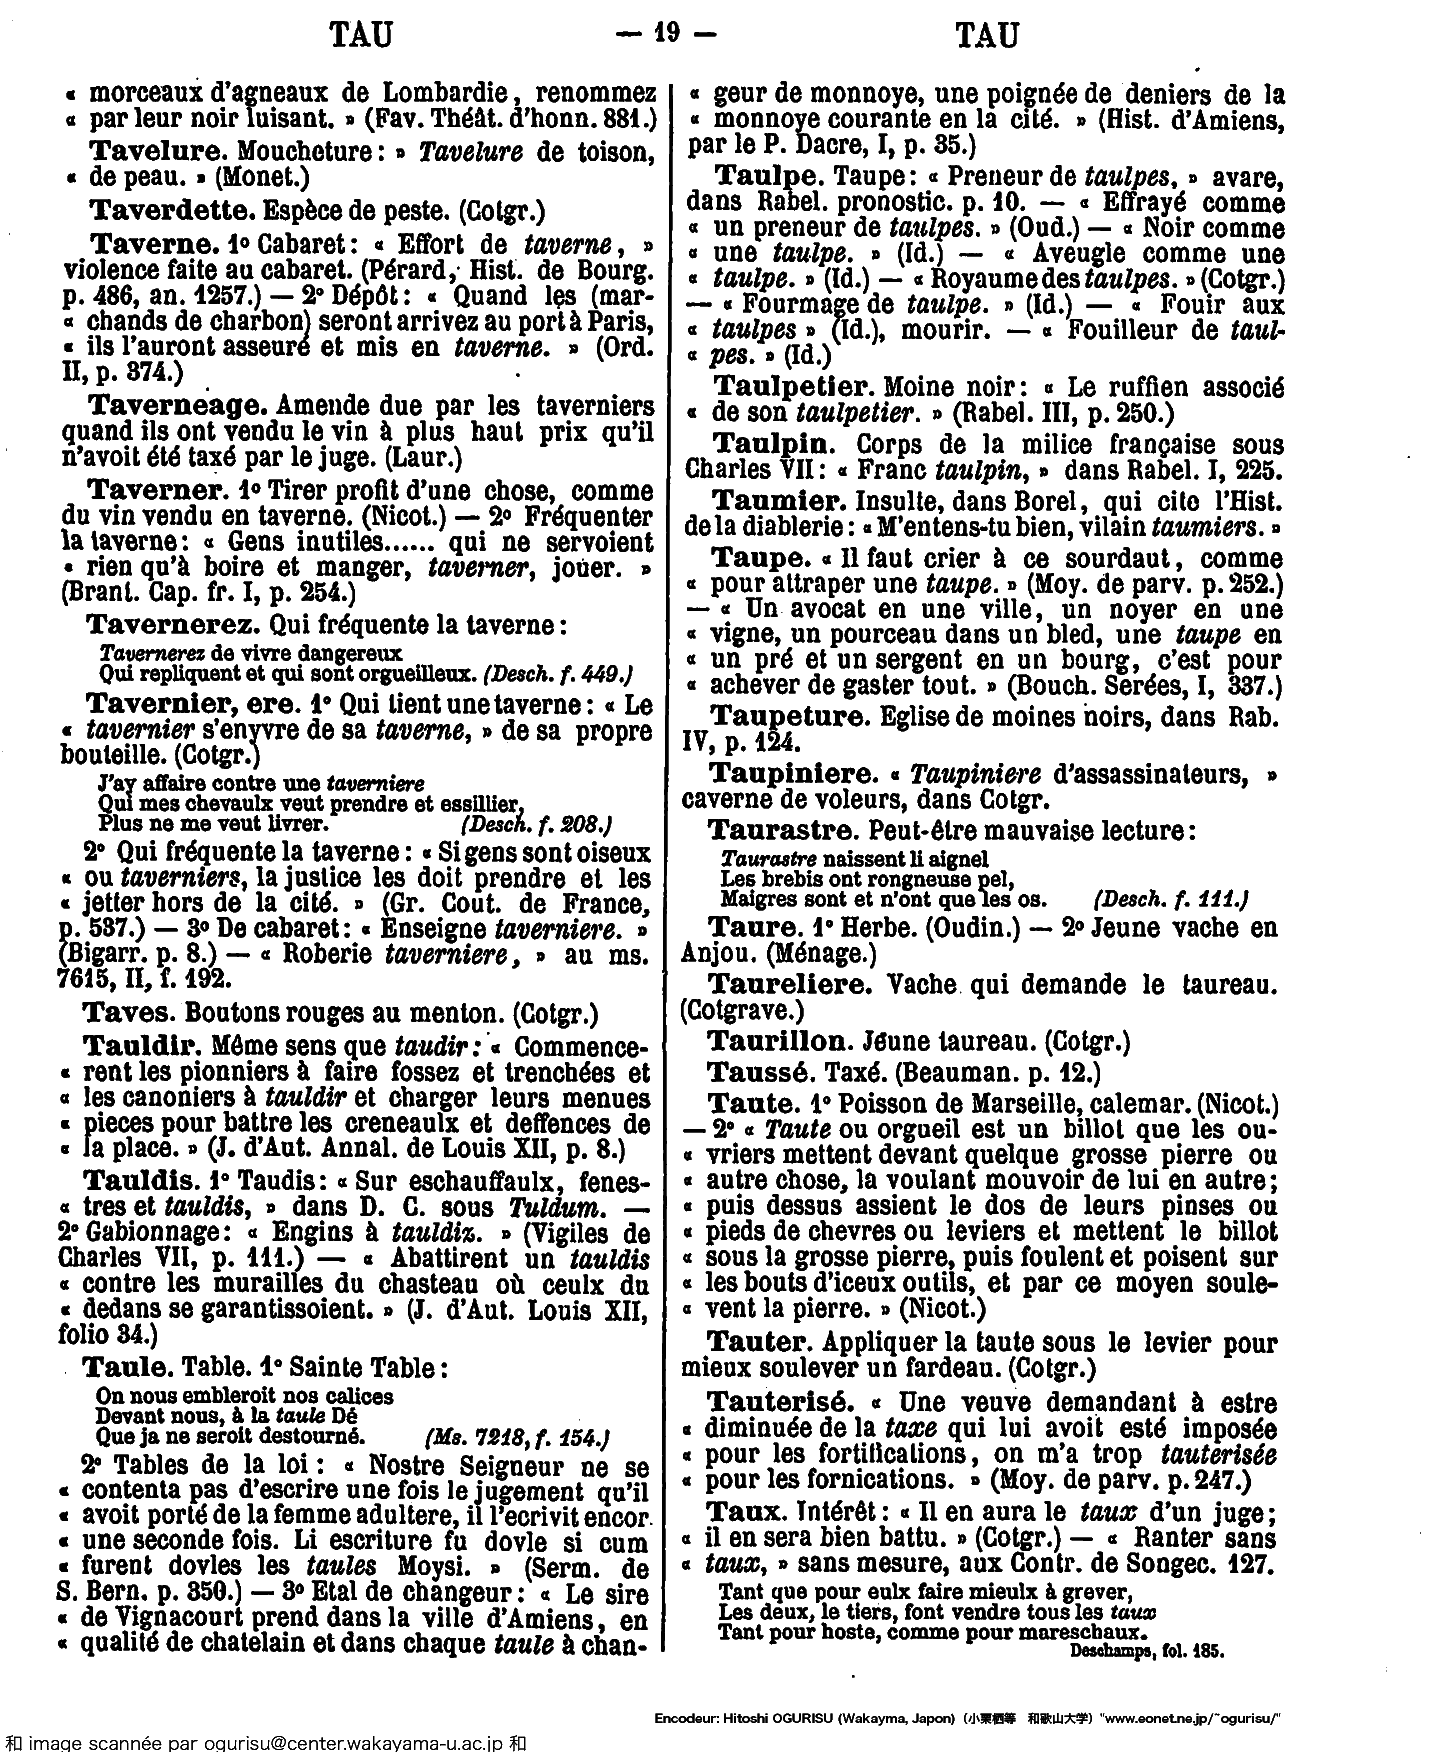 TAU — 19 — TAU
« morceaux d'agneaux de Lombardie, renommez
« par leur noir luisant. » (Fav. Théât. d'honn. 881.)
Tavelure. Moucheture : » Tavelure de toison,
« de peau. » (Monet.)
Taverdette. Espèce de peste. (Cotgr.)
Taverne. 1º Cabaret : « Effort de taverne, »
violence faite au cabaret. (Pérard, Hist. de Bourg.
p. 486, an. 1257.) — 2º Dépôt : « Quand les (mar-
« chands de charbon) seront arrivez au port à Paris,
« ils l'auront asseuré et mis en taverne. » (Ord.
II, p. 374.)
Taverneage. Amende due par les taverniers
quand ils ont vendu le vin à plus haut prix qu'il
n'avoit été taxé par le juge. (Laur.)
Taverner. 1º Tirer profit d'une chose, comme
du vin vendu en taverne. (Nicot.) — 2º Fréquenter
la taverne : « Gens inutiles...... qui ne servoient
« rien qu'à boire et manger, taverner, jouer. »
(Brant. Cap. fr. I, p. 254.)
Tavernerez. Qui fréquente la taverne :
Tavernerez de vivre dangereux
Qui repliquent et qui sont orgueilleux. (Desch. f. 449.)
Tavernier, ere. 1º Qui tient une taverne : « Le
« tavernier s'enyvre de sa taverne, » de sa propre
bouteille. (Cotgr.)
J'ay affaire contre une taverniere
Qui mes chevaulx veut prendre et essillier,
Plus ne me veut livrer. (Desch. f. 208.)
2º Qui fréquente la taverne : « Si gens sont oiseux
« ou taverniers, la justice les doit prendre et les
« jetter hors de la cité. » (Gr. Cout. de France,
p. 537.) — 3º De cabaret : « Enseigne taverniere. »
(Bigarr. p. 8.) — « Roberie taverniere, » au ms.
7615, II, f. 192.
Taves. Boutons rouges au menton. (Cotgr.)
Tauldir. Même sens que taudir : « Commence-
« rent les pionniers à faire fossez et trenchées et
« les canoniers à tauldir et charger leurs menues
« pieces pour battre les creneaulx et deffences de
« la place. » (J. d'Aut. Annal. de Louis XII, p. 8.)
Tauldis. 1º Taudis : « Sur eschauffaulx, fenes-
« tres et tauldis, » dans D. C. sous Tuldum. —
2º Gabionnage : « Engins à tauldiz. » (Vigiles de
Charles VII, p. 111.) — « Abattirent un tauldis
« contre les murailles du chasteau où ceulx du
« dedans se garantissoient. » (J. d'Aut. Louis XII,
folio 34.)
Taule. Table. 1º Sainte Table :
On nous embleroit nos calices
Devant nous, à la taule Dé
Que ja ne seroit destourné. (Ms. 7218, f. 154.)
2º Tables de la loi : « Nostre Seigneur ne se
« contenta pas d'escrire une fois le jugement qu'il
« avoit porté de la femme adultere, il l'ecrivit encor
« une seconde fois. Li escriture fu dovle si cum
« furent dovles les taules Moysi. » (Serm. de
S. Bern. p. 350.) — 3º Etal de changeur : « Le sire
« de Vignacourt prend dans la ville d'Amiens, en
« qualité de chatelain et dans chaque taule à chan-
« geur de monnoye, une poignée de deniers de la
« monnoye courante en la cité. » (Hist. d'Amiens,
par le P. Dacre, I, p. 35.)
Taulpe. Taupe : « Preneur de taulpes, » avare,
dans Rabel. pronostic. p. 10. — « Effrayé comme
« un preneur de taulpes. » (Oud.) — « Noir comme
« une taulpe. » (Id.) — « Aveugle comme une
« taulpe. » (Id.) — « Royaume des taulpes. » (Cotgr.)
— « Fourmage de taulpe. » (Id.) — « Fouir aux
« taulpes » (Id.), mourir. — « Fouilleur de taul-
« pes. » (Id.)
Taulpetier. Moine noir : « Le ruffien associé
« de son taulpetier. » (Rabel. III, p. 250.)
Taulpin. Corps de la milice française sous
Charles VII : « Franc taulpin, » dans Rabel. I, 225.
Taumier. Insulte, dans Borel, qui cite l'Hist.
de la diablerie : « M'entens-tu bien, vilain taumiers. »
Taupe. « Il faut crier à ce sourdaut, comme
« pour attraper une taupe. » (Moy. de parv. p. 252.)
— « Un avocat en une ville, un noyer en une
« vigne, un pourceau dans un bled, une taupe en
« un pré et un sergent en un bourg, c'est pour
« achever de gaster tout. » (Bouch. Serées, I, 337.)
Taupeture. Eglise de moines noirs, dans Rab.
IV, p. 124.
Taupiniere. « Taupiniere d'assassinateurs, »
caverne de voleurs, dans Cotgr.
Taurastre. Peut-être mauvaise lecture :
Taurastre naissent li aignel
Les brebis ont rongneuse pel,
Maigres sont et n'ont que les os. (Desch. f. 111.)
Taure. 1º Herbe. (Oudin.) — 2º Jeune vache en
Anjou. (Ménage.)
Taureliere. Vache qui demande le taureau.
(Cotgrave.)
Taurillon. Jeune taureau. (Cotgr.)
Taussé. Taxé. (Beauman. p. 12.)
Taute. 1º Poisson de Marseille, calemar. (Nicot.)
— 2º « Taute ou orgueil est un billot que les ou-
« vriers mettent devant quelque grosse pierre ou
« autre chose, la voulant mouvoir de lui en autre ;
« puis dessus assient le dos de leurs pinses ou
« pieds de chevres ou leviers et mettent le billot
« sous la grosse pierre, puis foulent et poisent sur
« les bouts d'iceux outils, et par ce moyen soule-
« vent la pierre. » (Nicot.)
Tauter. Appliquer la taute sous le levier pour
mieux soulever un fardeau. (Cotgr.)
Tauterisé. « Une veuve demandant à estre
« diminuée de la taxe qui lui avoit esté imposée
« pour les fortifications, on m'a trop tauterisée
« pour les fornications. » (Moy. de parv. p. 247.)
Taux. Intérêt : « Il en aura le taux d'un juge ;
« il en sera bien battu. » (Cotgr.) — « Ranter sans
« taux, » sans mesure, aux Contr. de Songec. 127.
Tant que pour eulx faire mieulx à grever,
Les deux, le tiers, font vendre tous les taux
Tant pour hoste, comme pour mareschaux.
Deschamps, fol. 185.
Encodeur: Hitoshi OGURISU (Wakayma, Japon) (小栗栖等 和歌山大学) "www.eonet.ne.jp/~ogurisu/"
和 image scannée par ogurisu@center.wakayama-u.ac.jp 和